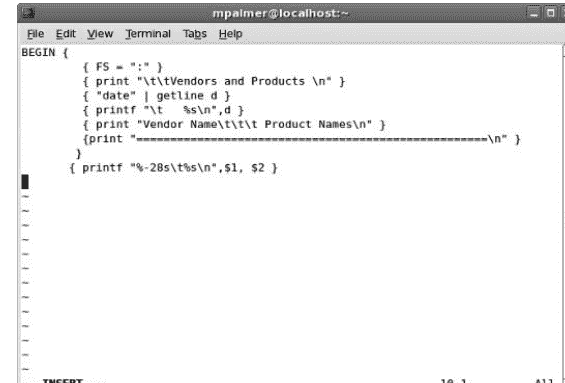 mpalmer@localhost:~
File Edit View Terminal Tabs Help
BEGIN {
{ FS = ":" }
{ print "\t\tVendors and Products \n" }
{ "date" | getline d }
{ printf "\t %s\n",d }
{ print "Vendor Name\t\t\t Product Names\n" }
{print "====================================================\n" }
}
{ printf "%-28s\t%s\n",$1, $2 }
~
~
~
~
~
~
~
~
~
~
~
~
~
-- INSERT -- 10,1 All